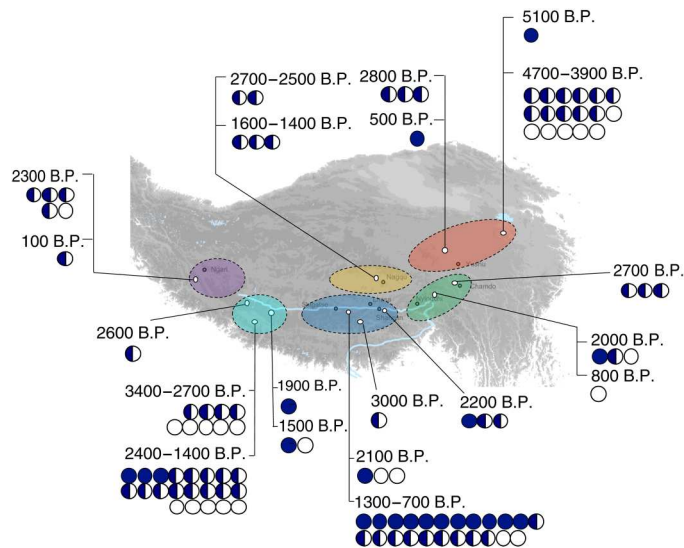 5100 B.P.
2700–2500 B.P.
2800 B.P.
4700–3900 B.P.
1600–1400 B.P.
500 B.P.
2300 B.P.
100 B.P.
Ngari
Nagqu
Chamdo
2700 B.P.
2600 B.P.
2000 B.P.
800 B.P.
3400–2700 B.P.
1900 B.P.
3000 B.P.
2200 B.P.
1500 B.P.
2400–1400 B.P.
2100 B.P.
1300–700 B.P.